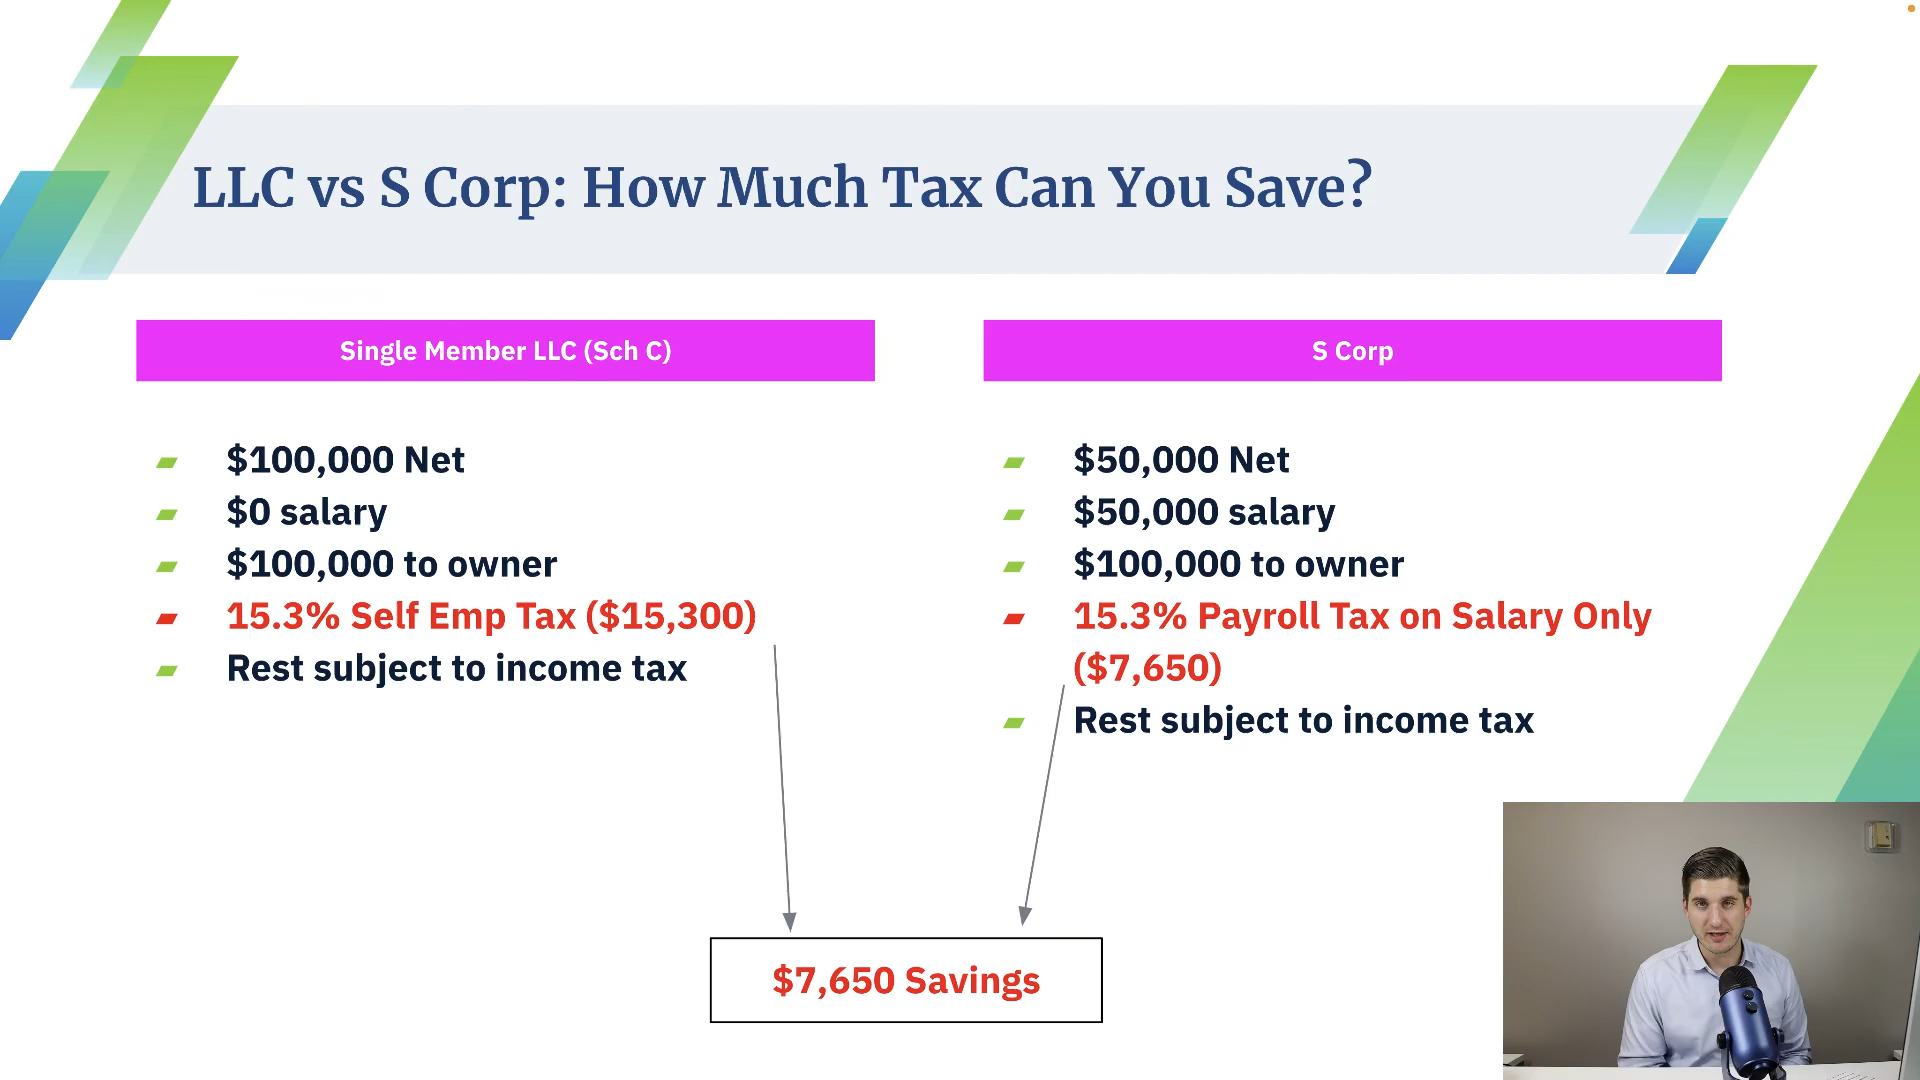 LLC vs S Corp: How Much Tax Can You Save?
Single Member LLC (Sch C)
$100,000 Net
$0 salary
$100,000 to owner
15.3% Self Emp Tax ($15,300)
Rest subject to income tax
S Corp
$50,000 Net
$50,000 salary
$100,000 to owner
15.3% Payroll Tax on Salary Only
($7,650)
Rest subject to income tax
$7,650 Savings